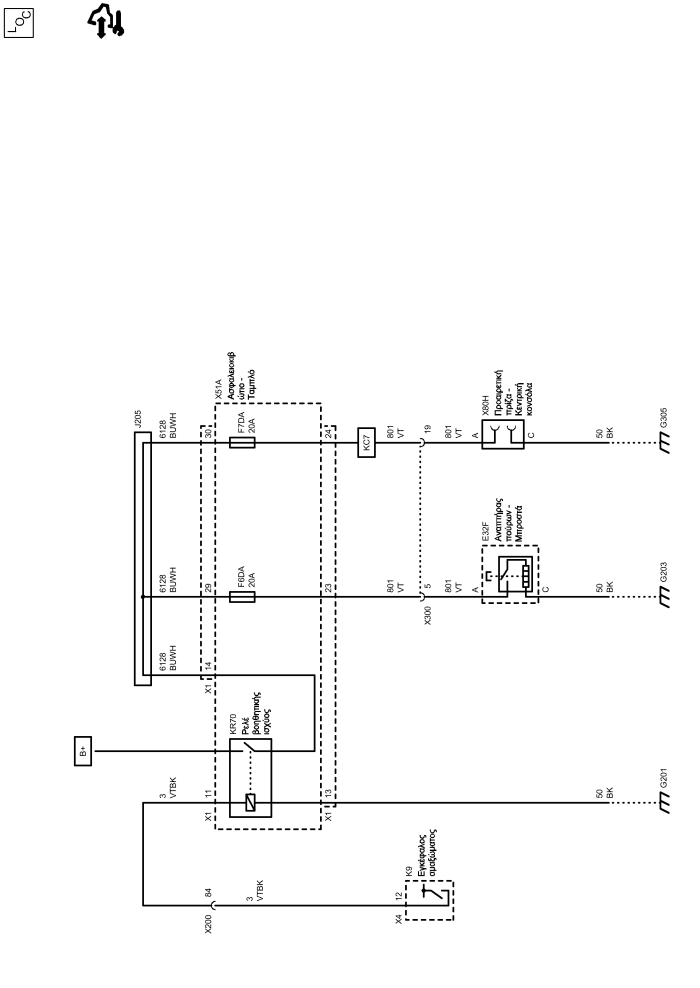 LOC
B+
J205
6128
BUWH
6128
BUWH
6128
BUWH
3
VTBK
X1
11
X1
14
29
30
X51A
Ασφαλειοκιβ
ώτιο -
Ταμπλό
KR70
Ρελέ
βοηθητικής
ισχύος
F6DA
20A
F7DA
20A
X200
84
3
VTBK
X1
13
23
24
KC7
X4
12
K9
Εγκέφαλος
αμαξώματος
801
VT
801
VT
X300
5
19
801
VT
801
VT
A
A
E32F
Αναπτήρας
πούρων -
Μπροστά
X80H
Προαιρετική
πρίζα -
Κεντρική
κονσόλα
C
C
50
BK
50
BK
50
BK
G201
G203
G305